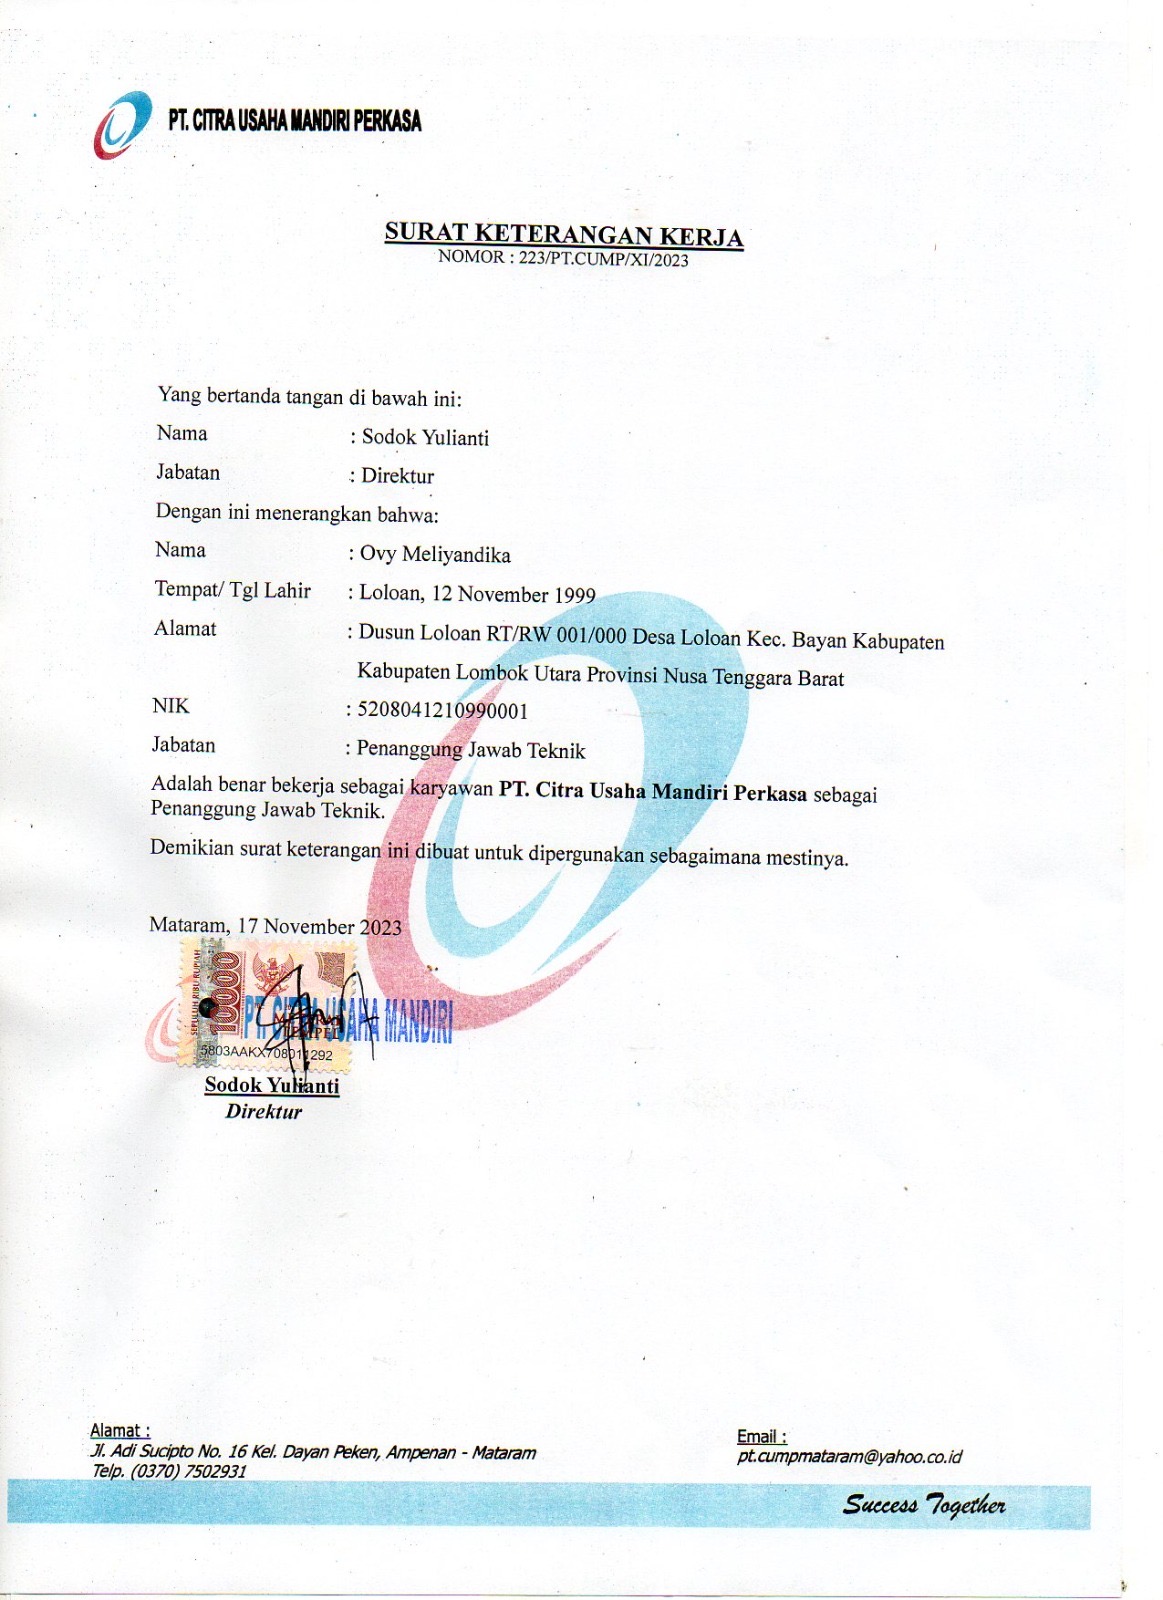 PT. CITRA USAHA MANDIRI PERKASA
SURAT KETERANGAN KERJA
NOMOR : 223/PT.CUMP/XI/2023
Yang bertanda tangan di bawah ini:
Nama : Sodok Yulianti
Jabatan : Direktur
Dengan ini menerangkan bahwa:
Nama : Ovy Meliyandika
Tempat/ Tgl Lahir : Loloan, 12 November 1999
Alamat : Dusun Loloan RT/RW 001/000 Desa Loloan Kec. Bayan Kabupaten
Kabupaten Lombok Utara Provinsi Nusa Tenggara Barat
NIK : 5208041210990001
Jabatan : Penanggung Jawab Teknik
Adalah benar bekerja sebagai karyawan PT. Citra Usaha Mandiri Perkasa sebagai
Penanggung Jawab Teknik.
Demikian surat keterangan ini dibuat untuk dipergunakan sebagaimana mestinya.
Mataram, 17 November 2023
SEPULUH RIBU RUPIAH
10000
PT CITRA USAHA MANDIRI
TEMPEL
5803AAKX708011292
Sodok Yulianti
Direktur
Alamat :
Jl. Adi Sucipto No. 16 Kel. Dayan Peken, Ampenan - Mataram
Telp. (0370) 7502931
Email :
pt.cumpmataram@yahoo.co.id
Success Together